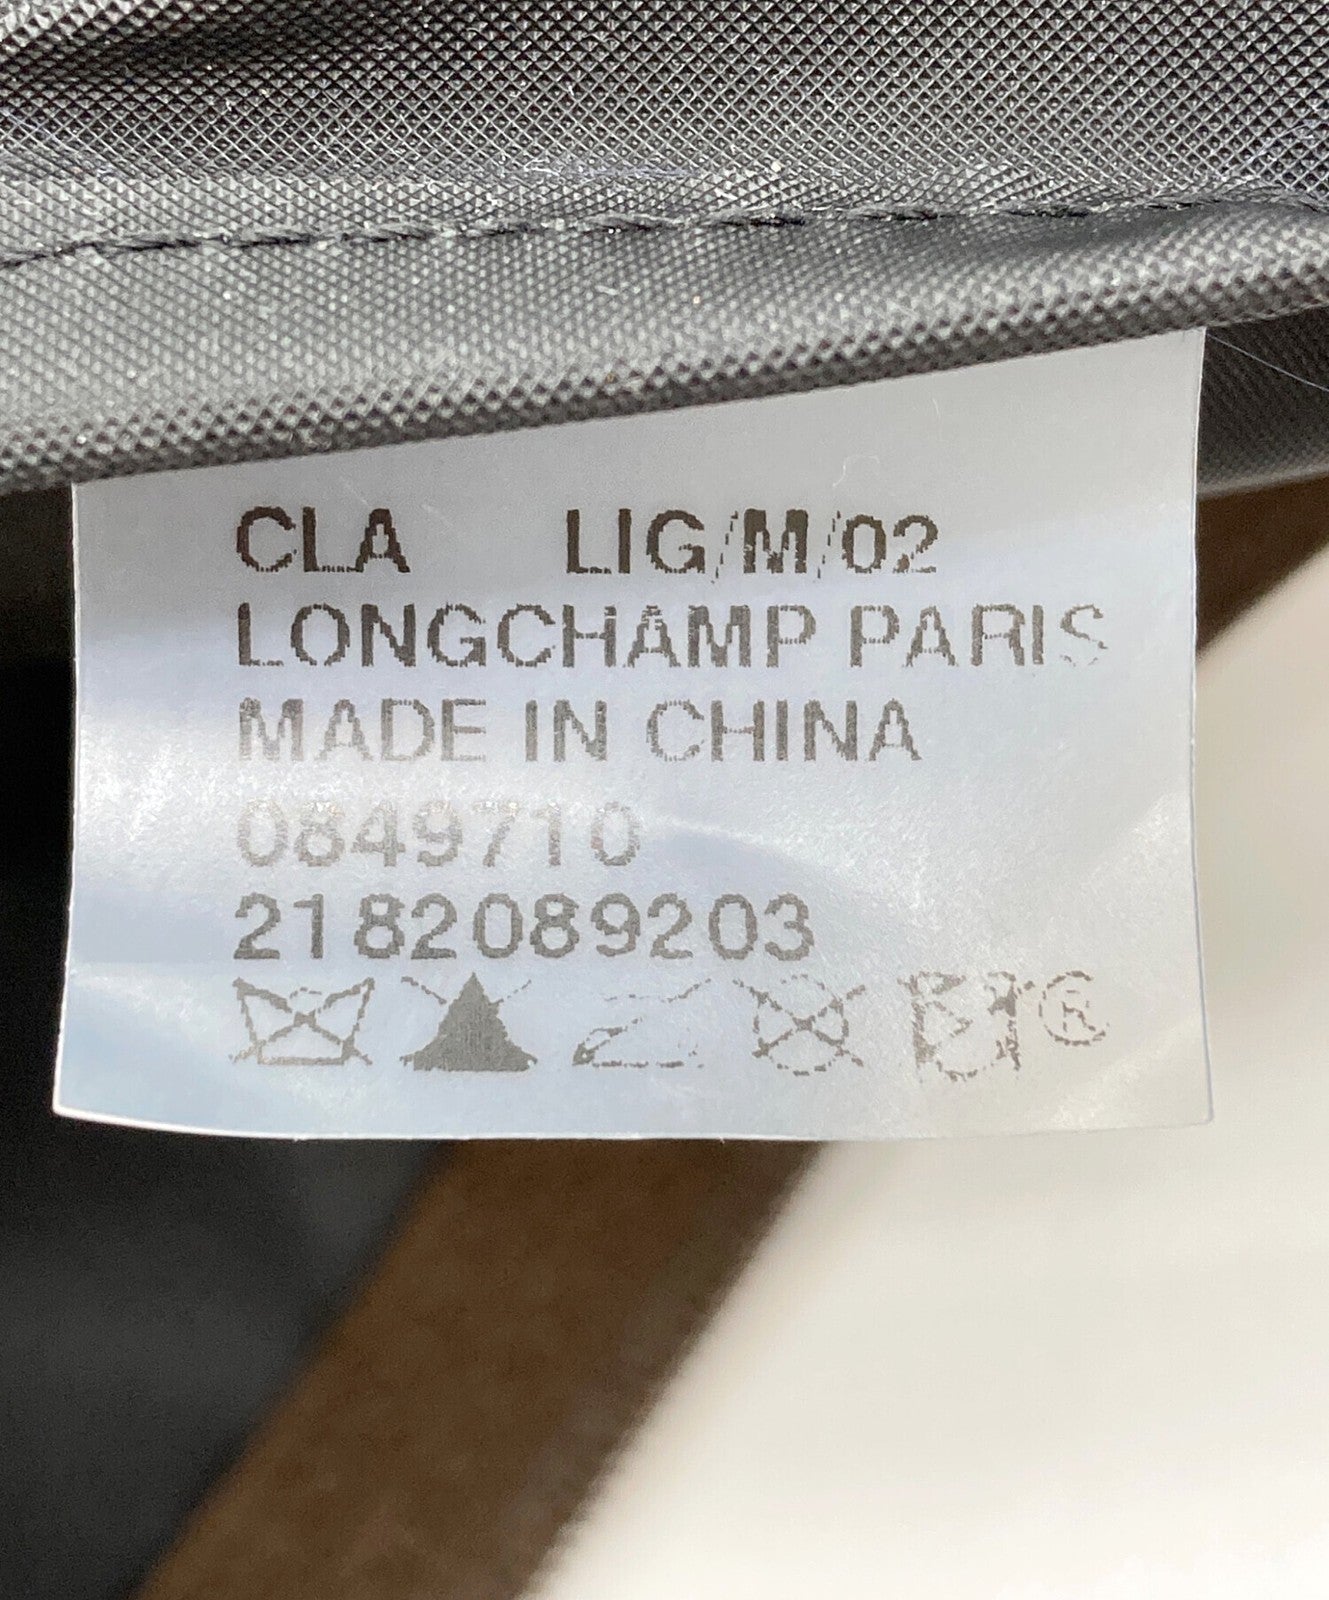 CLA LIG/M/02
LONGCHAMP PARIS
MADE IN CHINA
0849710
2182089203
®